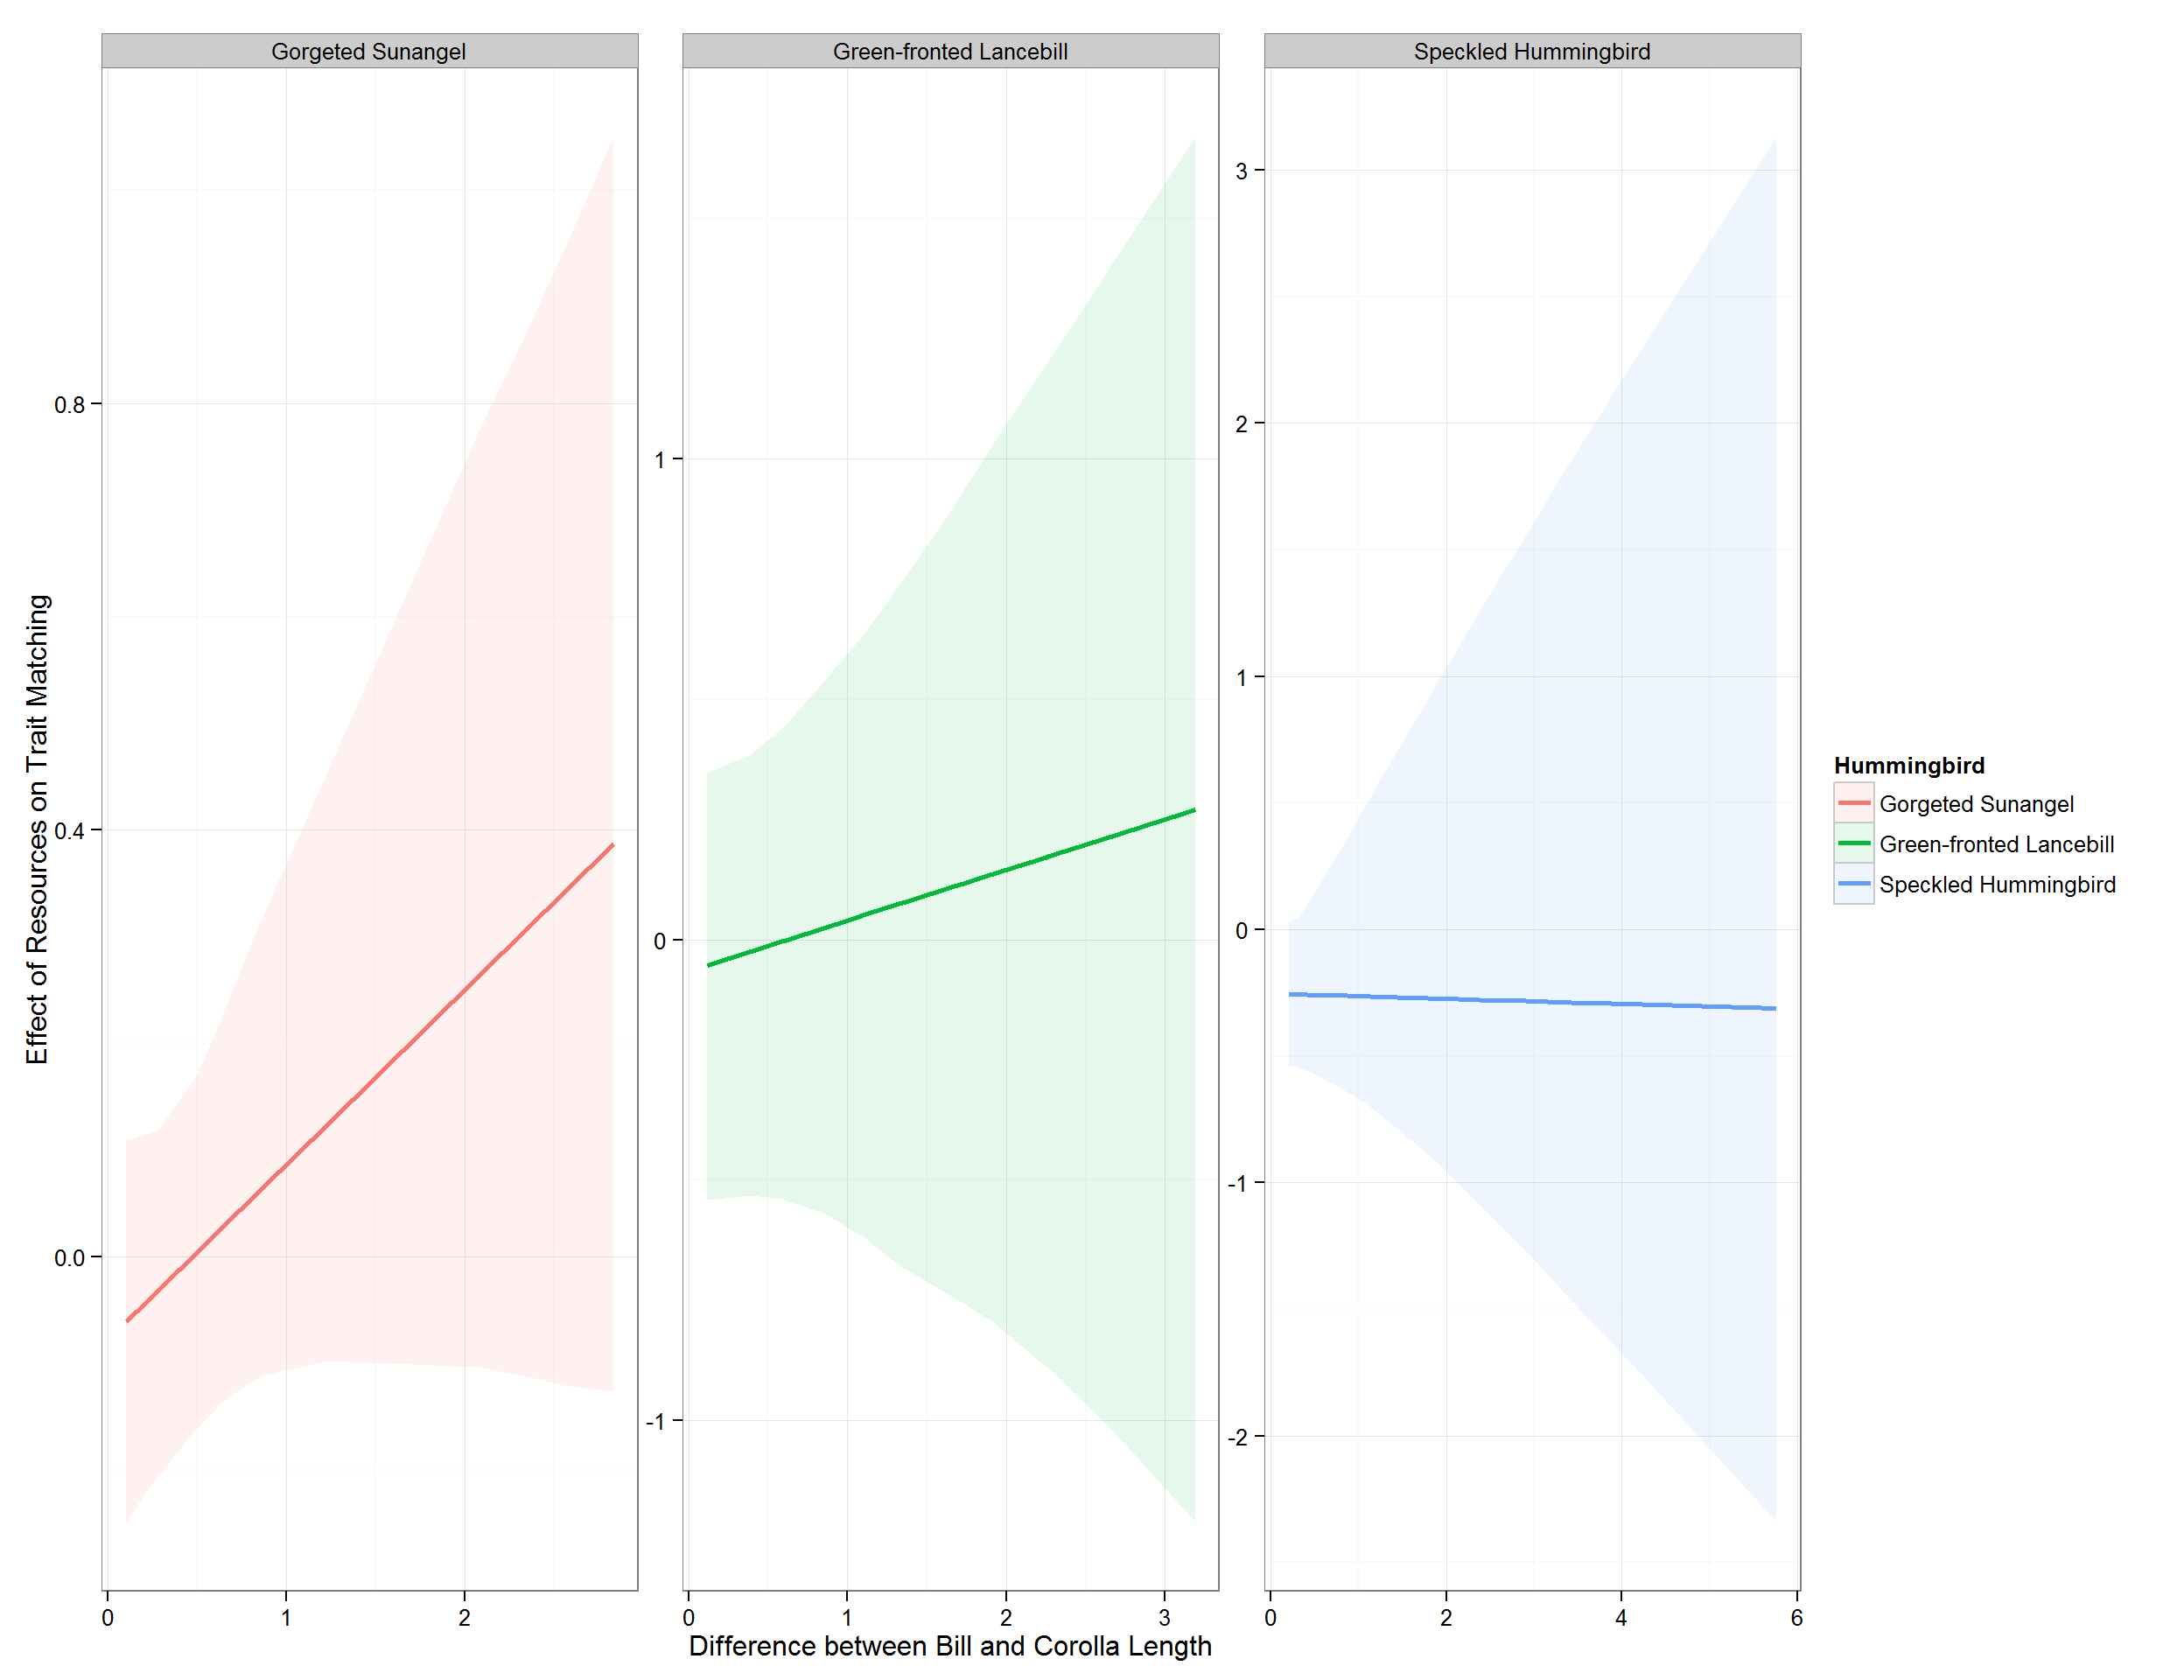 Gorgeted Sunangel
Green-fronted Lancebill
Speckled Hummingbird
Effect of Resources on Trait Matching
0.8
0.4
0.0
0
1
2
1
0
-1
0
1
2
3
3
2
1
0
-1
-2
0
2
4
6
Difference between Bill and Corolla Length
Hummingbird
Gorgeted Sunangel
Green-fronted Lancebill
Speckled Hummingbird